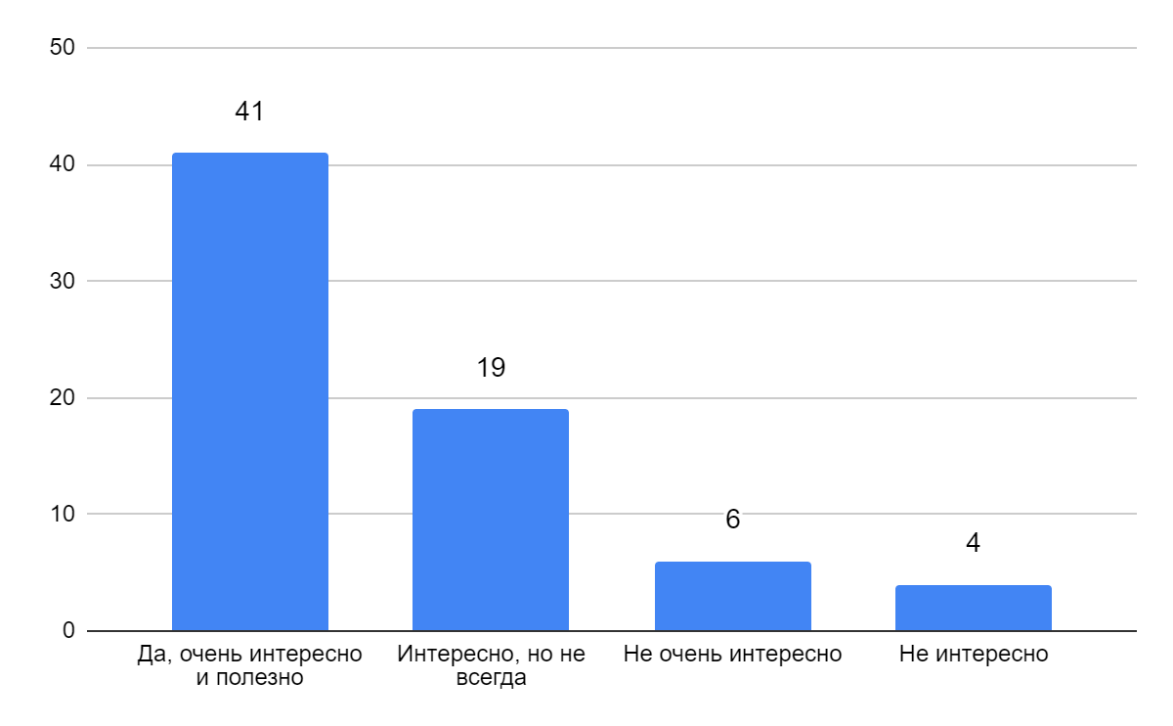 50
41
40
30
19
20
10
6
4
0
Да, очень интересно
и полезно
Интересно, но не
всегда
Не очень интересно
Не интересно